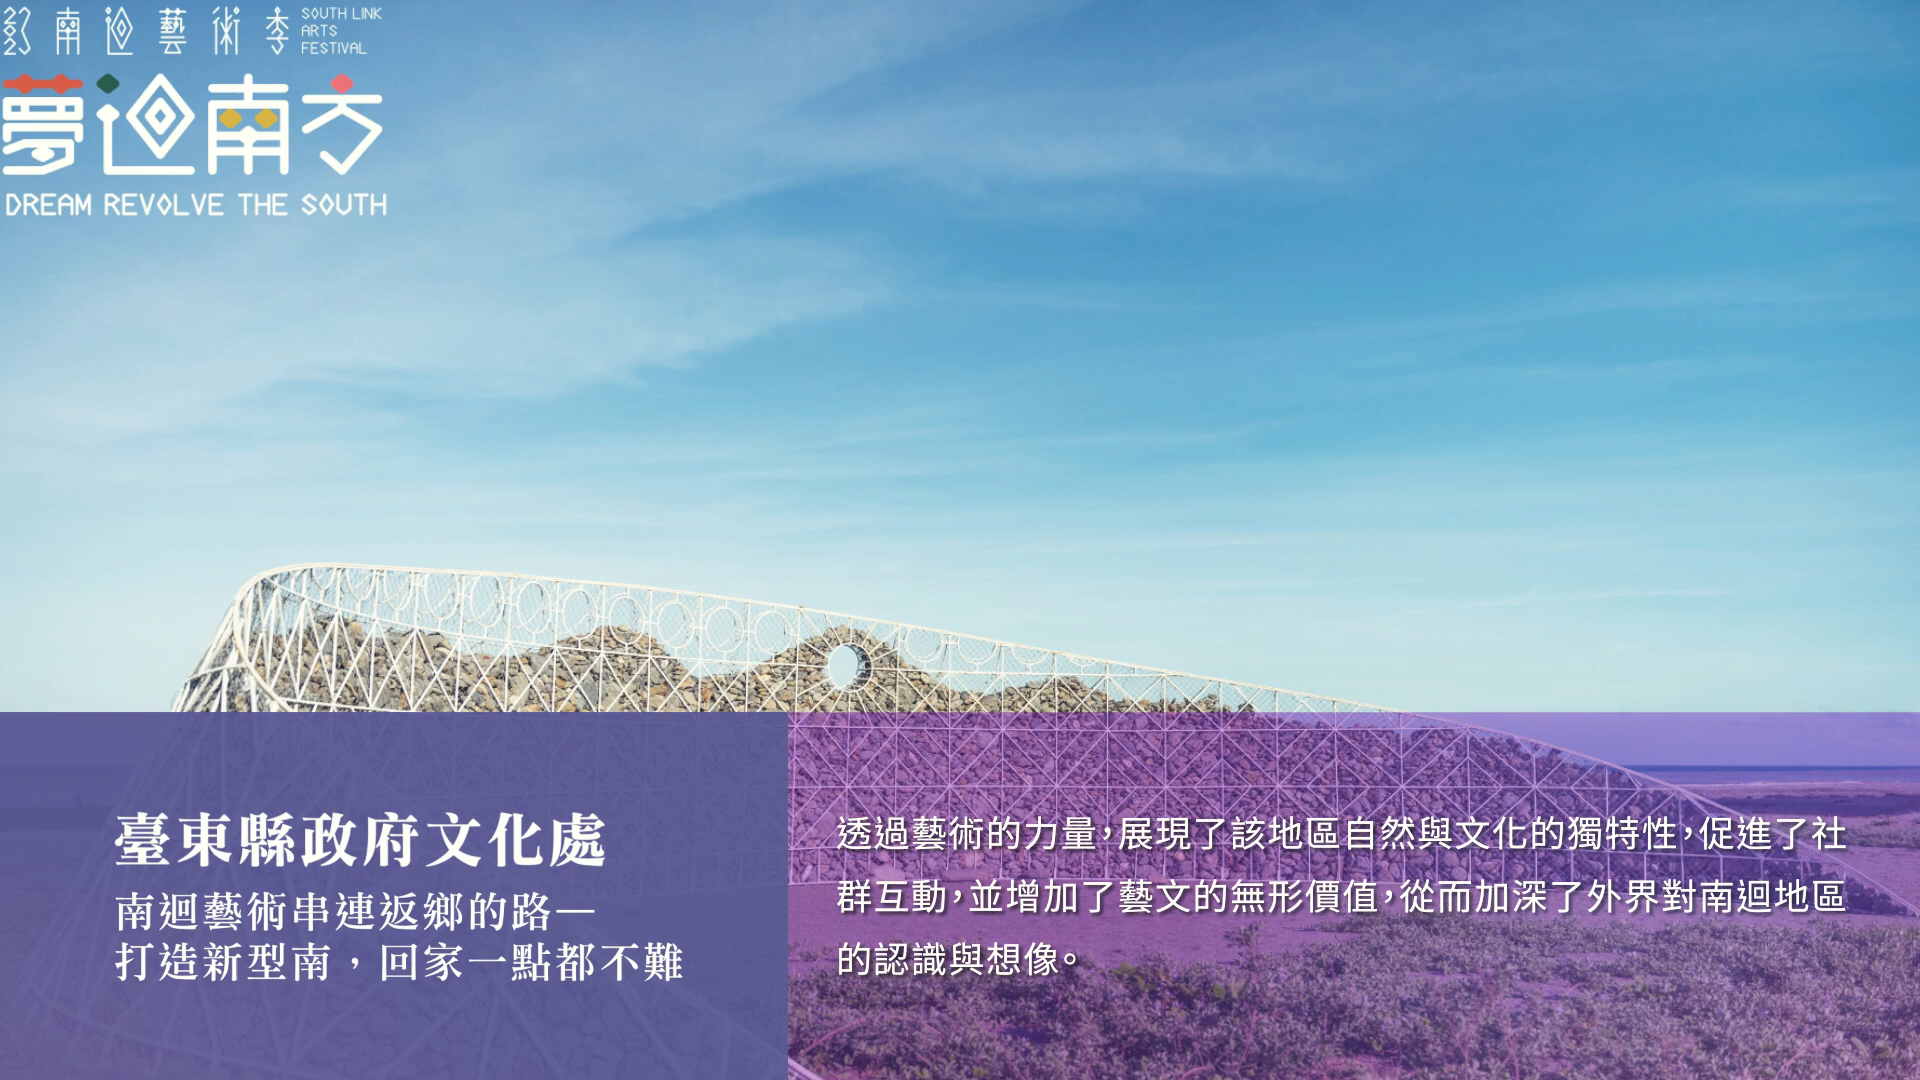 2023 南迴藝術季 SOUTH LINK
ARTS
FESTIVAL
夢迴南方
DREAM REVOLVE THE SOUTH
臺東縣政府文化處
南迴藝術串連返鄉的路—
打造新型南，回家一點都不難
透過藝術的力量，展現了該地區自然與文化的獨特性，促進了社
群互動，並增加了藝文的無形價值，從而加深了外界對南迴地區
的認識與想像。